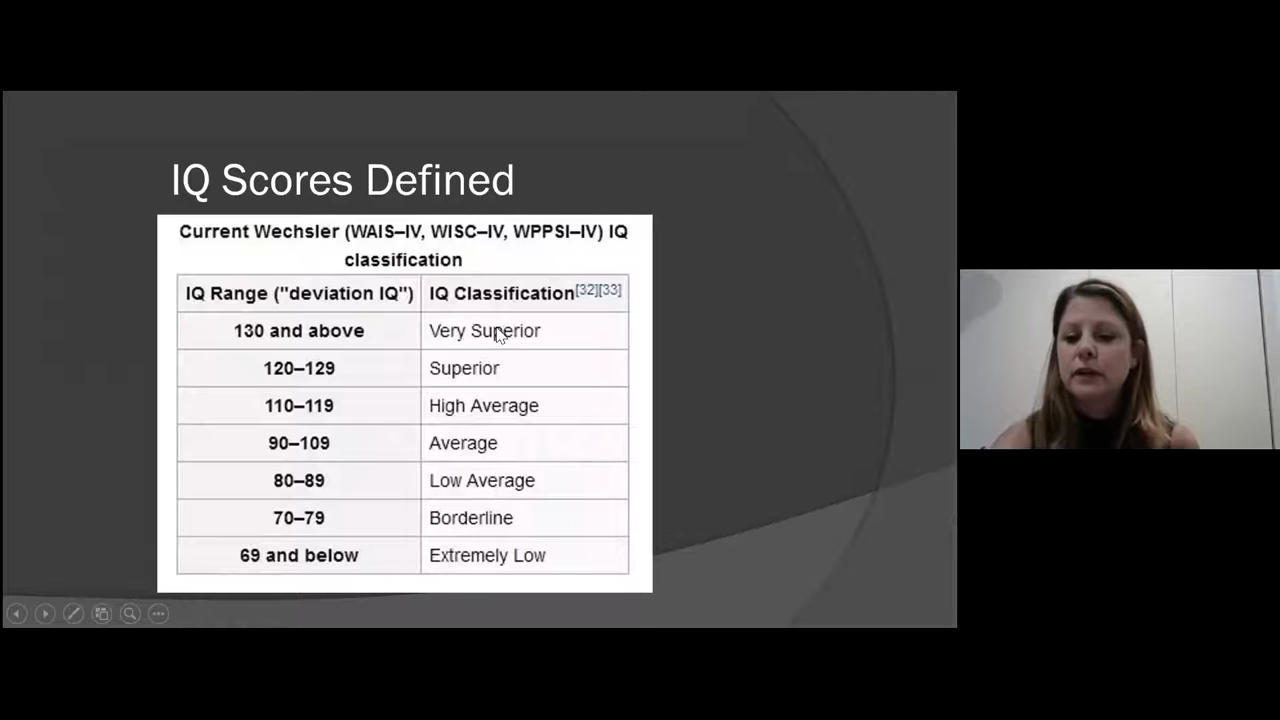 IQ Scores Defined
Current Wechsler (WAIS–IV, WISC–IV, WPPSI–IV) IQ
classification
IQ Range ("deviation IQ") IQ Classification[32][33]
130 and above Very Superior
120–129 Superior
110–119 High Average
90–109 Average
80–89 Low Average
70–79 Borderline
69 and below Extremely Low